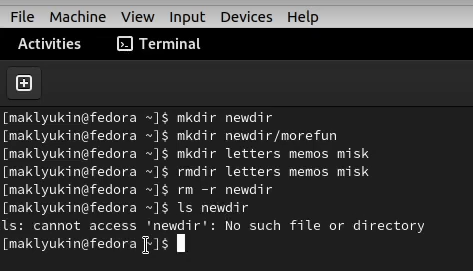 File Machine View Input Devices Help
Activities Terminal
[maklyukin@fedora ~]$ mkdir newdir
[maklyukin@fedora ~]$ mkdir newdir/morefun
[maklyukin@fedora ~]$ mkdir letters memos misk
[maklyukin@fedora ~]$ rmdir letters memos misk
[maklyukin@fedora ~]$ rm -r newdir
[maklyukin@fedora ~]$ ls newdir
ls: cannot access 'newdir': No such file or directory
[maklyukin@fedora ~]$